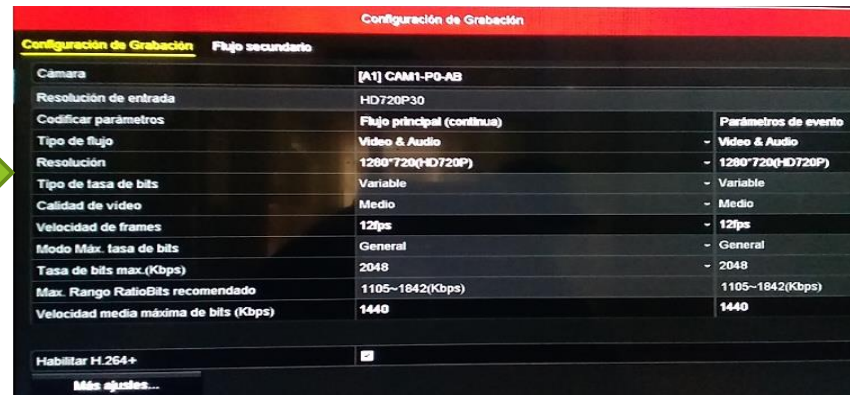 Configuración de Grabación
Configuración de Grabación Flujo secundario
Cámara [A1] CAM1-P0-AB
Resolución de entrada HD720P30
Codificar parámetros Flujo principal (continua) Parámetros de evento
Tipo de flujo Video & Audio Video & Audio
Resolución 1280*720(HD720P) 1280*720(HD720P)
Tipo de tasa de bits Variable Variable
Calidad de vídeo Medio Medio
Velocidad de frames 12fps 12fps
Modo Máx. tasa de bits General General
Tasa de bits max.(Kbps) 2048 2048
Max. Rango RatioBits recomendado 1105~1842(Kbps) 1105~1842(Kbps)
Velocidad media máxima de bits (Kbps) 1440 1440
Habilitar H.264+
Más ajustes...